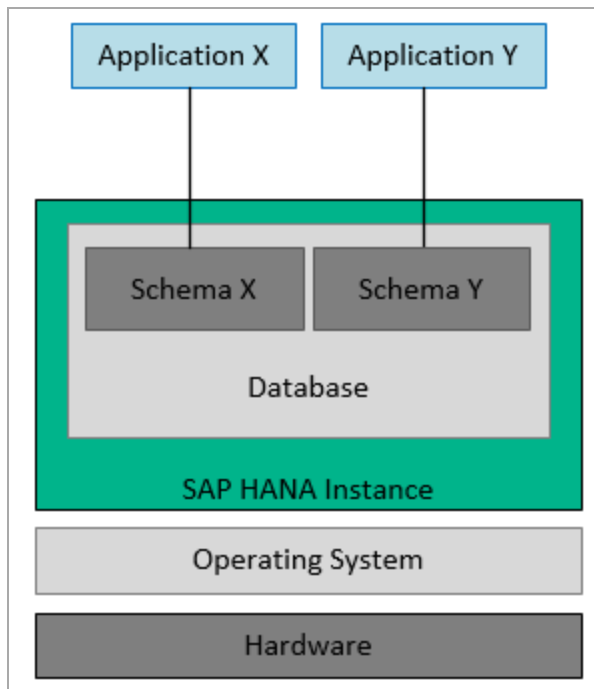 Application X
Application Y
Schema X
Schema Y
Database
SAP HANA Instance
Operating System
Hardware